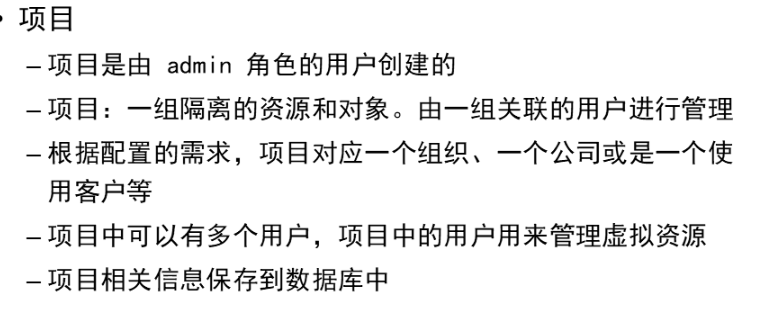 • 项目
– 项目是由 admin 角色的用户创建的
– 项目：一组隔离的资源和对象。由一组关联的用户进行管理
– 根据配置的需求，项目对应一个组织、一个公司或是一个使
用客户等
– 项目中可以有多个用户，项目中的用户用来管理虚拟资源
– 项目相关信息保存到数据库中